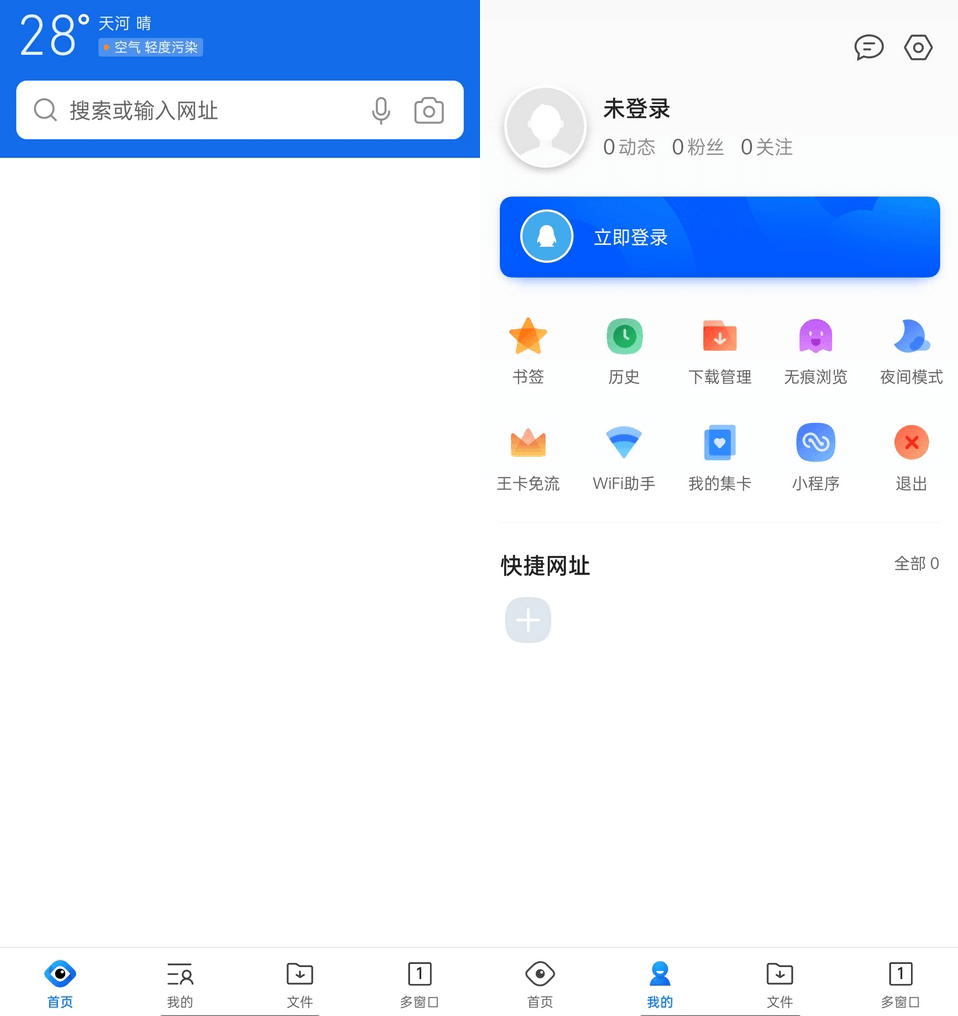 28°
天河 晴
空气 轻度污染
搜索或输入网址
首页 我的 文件 1 多窗口
未登录
0动态 0粉丝 0关注
立即登录
书签 历史 下载管理 无痕浏览 夜间模式
王卡免流 WiFi助手 我的集卡 小程序 退出
快捷网址 全部 0
首页 我的 文件 1 多窗口